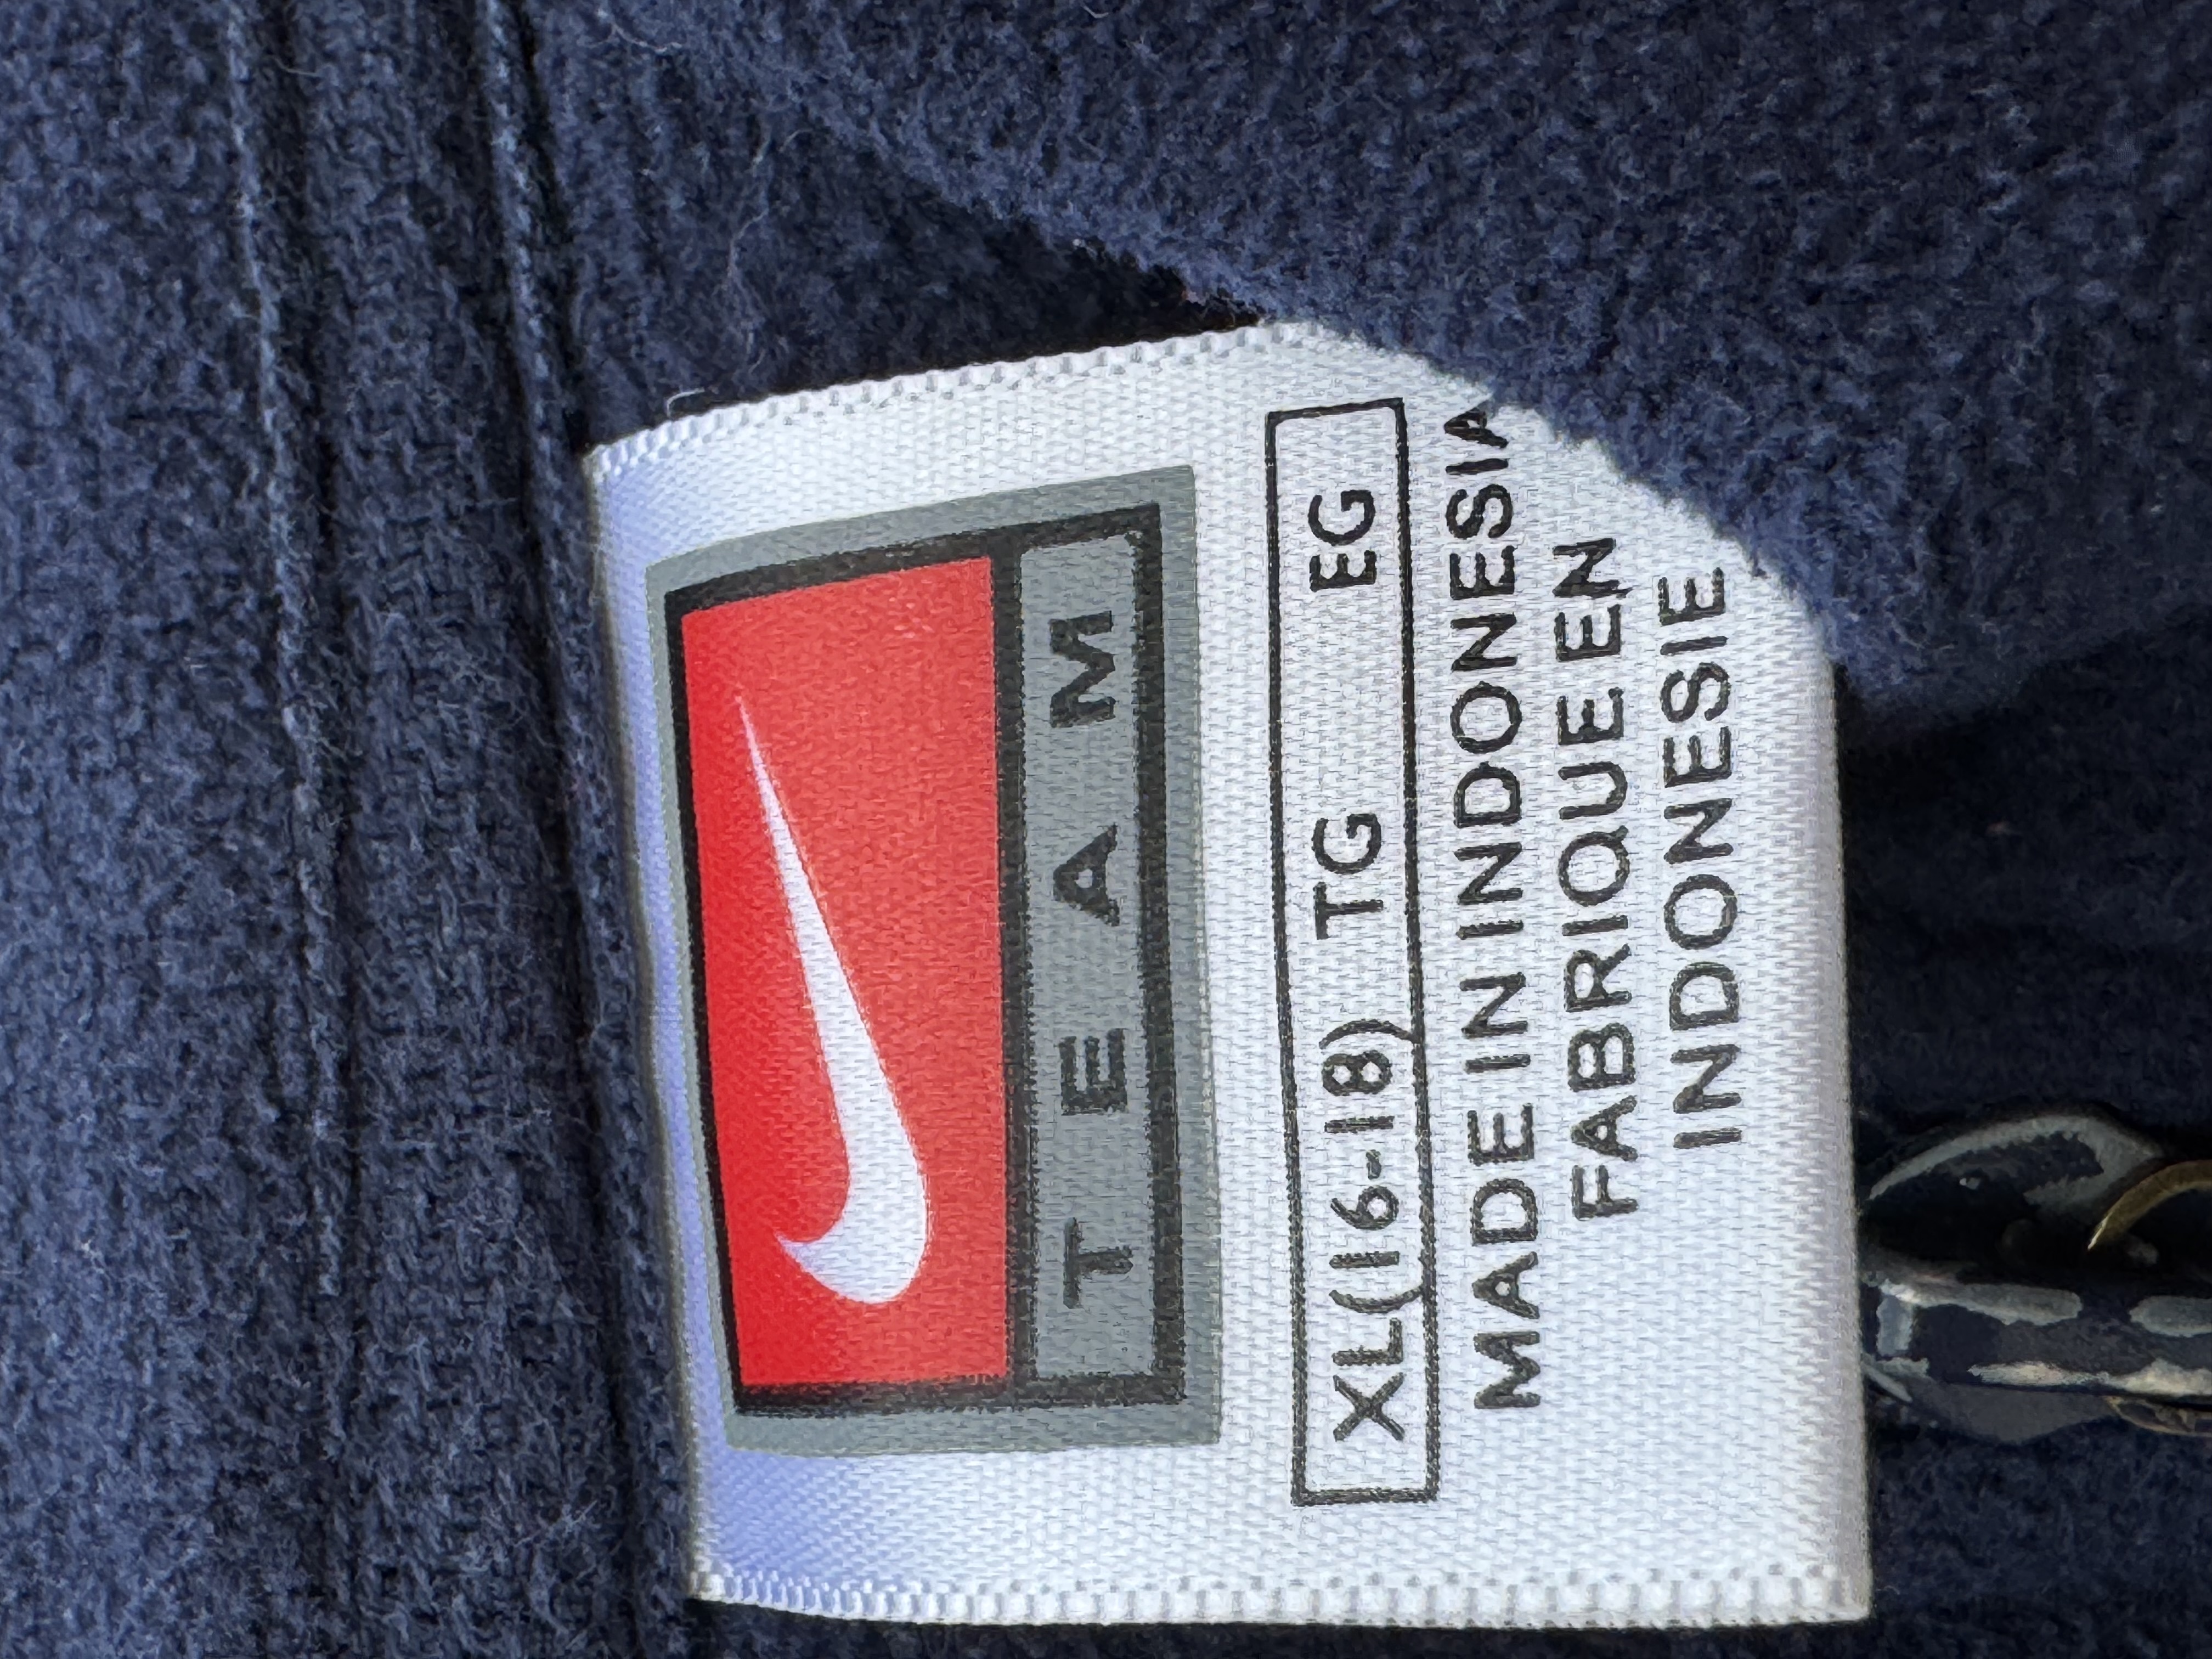 TEAM
XL(16-18) TG EG
MADE IN INDONESIA
FABRIQUE EN
INDONESIE